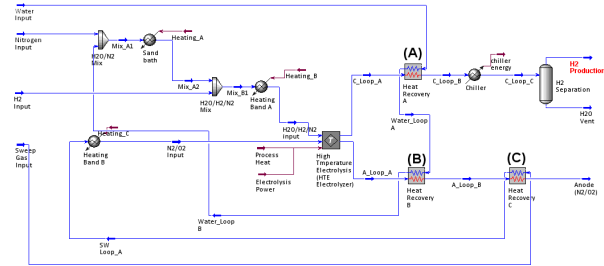 Water
Input
Nitrogen
Input
H2O/N2
Mix
Mix_A1
Sand
bath
Heating_A
Mix_A2
H2O/H2/N2
Mix
Mix_B1
Heating
Band A
Heating_B
H2
Input
H2O/H2/N2
Input
Sweep
Gas
Input
Heating
Band B
Heating_C
N2/O2
Input
Process
Heat
Electrolysis
Power
High
Tmperature
Electrolysis
(HTE
Electrolyzer)
(A)
C_Loop_A
Heat
Recovery
A
C_Loop_B
Chiller
chiller
energy
C_Loop_C
H2
Separation
H2
Production
H2O
Vent
Water_Loop
A
(B)
A_Loop_A
Heat
Recovery
B
A_Loop_B
(C)
Heat
Recovery
C
Anode
(N2/O2)
Water_Loop
B
SW
Loop_A